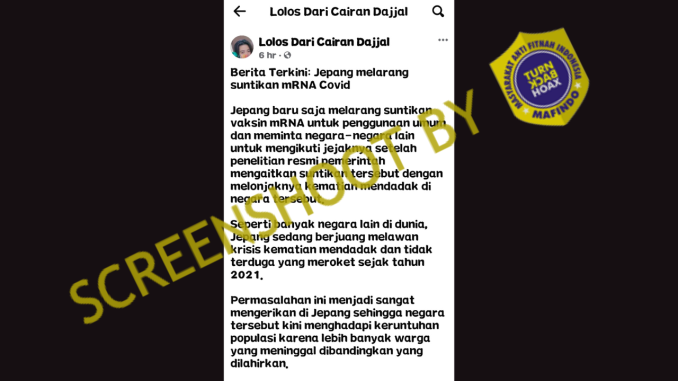 Lolos Dari Cairan Dajjal
Lolos Dari Cairan Dajjal
6 hr ·
Berita Terkini: Jepang melarang
suntikan mRNA Covid
Jepang baru saja melarang suntikan
vaksin mRNA untuk penggunaan umum
dan meminta negara-negara lain
untuk mengikuti jejaknya setelah
penelitian resmi pemerintah
mengaitkan suntikan tersebut dengan
melonjaknya kematian mendadak di
negara tersebut.
Seperti banyak negara lain di dunia,
Jepang sedang berjuang melawan
krisis kematian mendadak dan tidak
terduga yang meroket sejak tahun
2021.
Permasalahan ini menjadi sangat
mengerikan di Jepang sehingga negara
tersebut kini menghadapi keruntuhan
populasi karena lebih banyak warga
yang meninggal dibandingkan yang
dilahirkan.
SCREENSHOOT BY
MASYARAKAT ANTI FITNAH INDONESIA
TURN
BACK
HOAX
MAFINDO